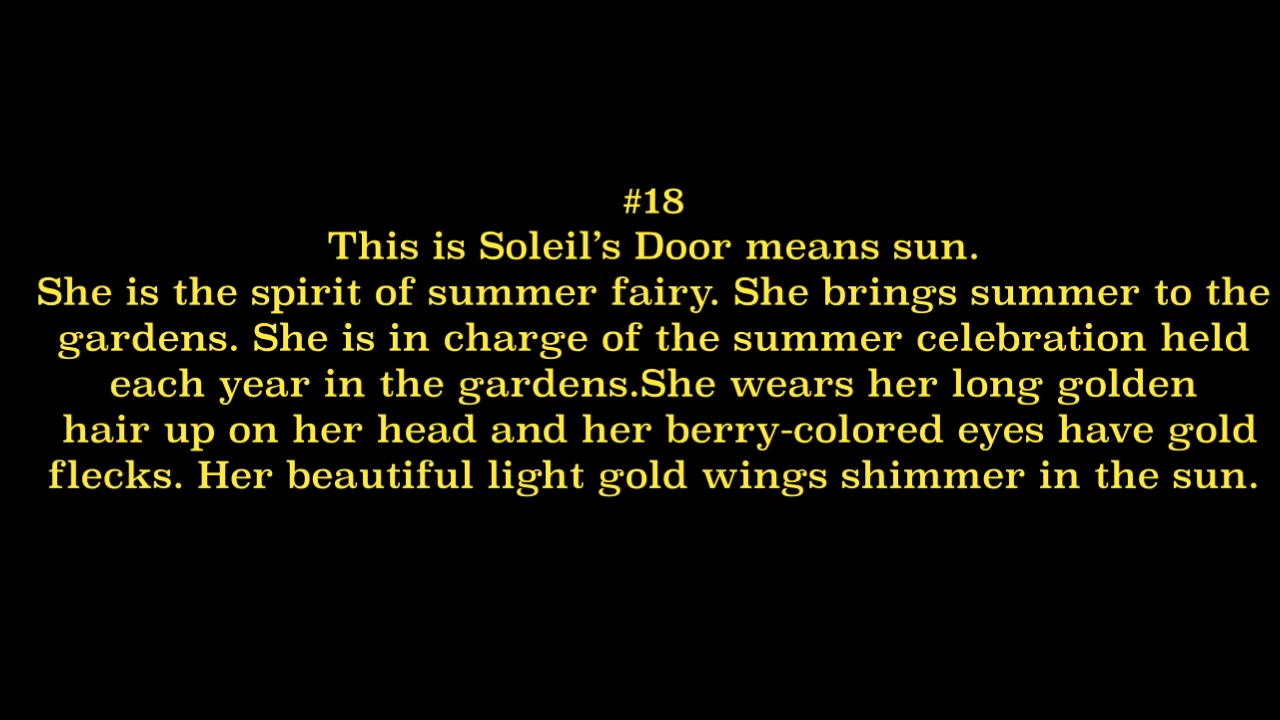 #18
This is Soleil’s Door means sun.
She is the spirit of summer fairy. She brings summer to the
gardens. She is in charge of the summer celebration held
each year in the gardens.She wears her long golden
hair up on her head and her berry-colored eyes have gold
flecks. Her beautiful light gold wings shimmer in the sun.